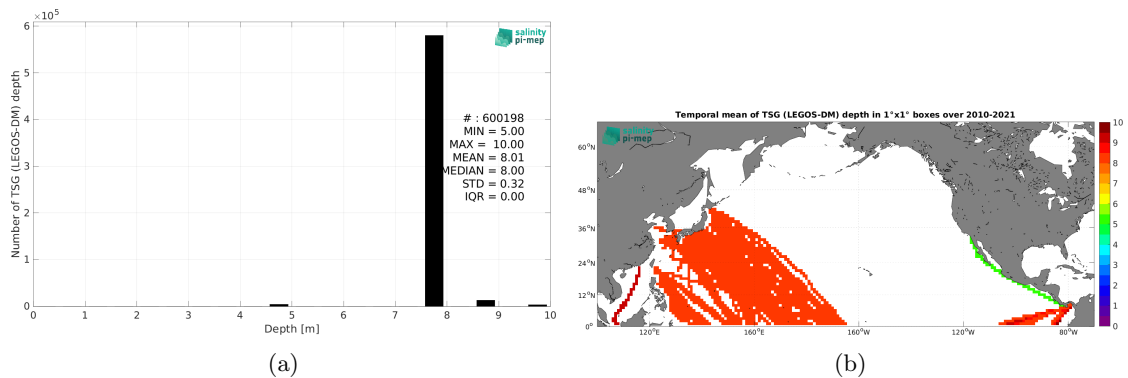 ×10⁵
6
5
4
3
2
1
0
Number of TSG (LEGOS-DM) depth
salinity
pi-mep
# : 600198
MIN = 5.00
MAX = 10.00
MEAN = 8.01
MEDIAN = 8.00
STD = 0.32
IQR = 0.00
0 1 2 3 4 5 6 7 8 9 10
Depth [m]
(a)
Temporal mean of TSG (LEGOS-DM) depth in 1°x1° boxes over 2010-2021
salinity
pi-mep
60°N
48°N
36°N
24°N
12°N
0°
120°E 160°E 160°W 120°W 80°W
10
9
8
7
6
5
4
3
2
1
0
(b)